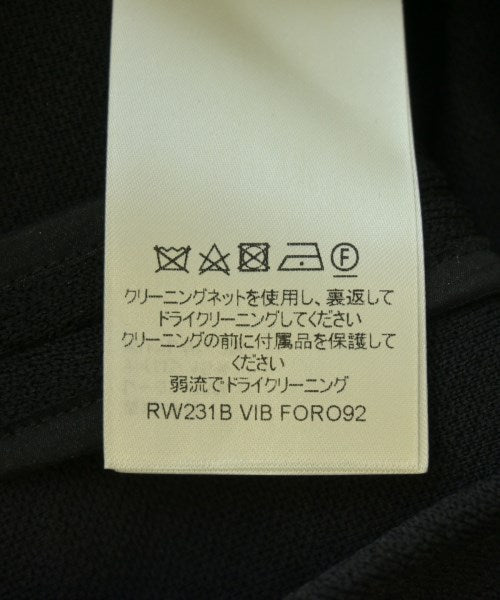 F
クリーニングネットを使用し、裏返して
ドライクリーニングしてください
クリーニングの前に付属品を保護して
ください
弱流でドライクリーニング
RW231B VIB FORO92